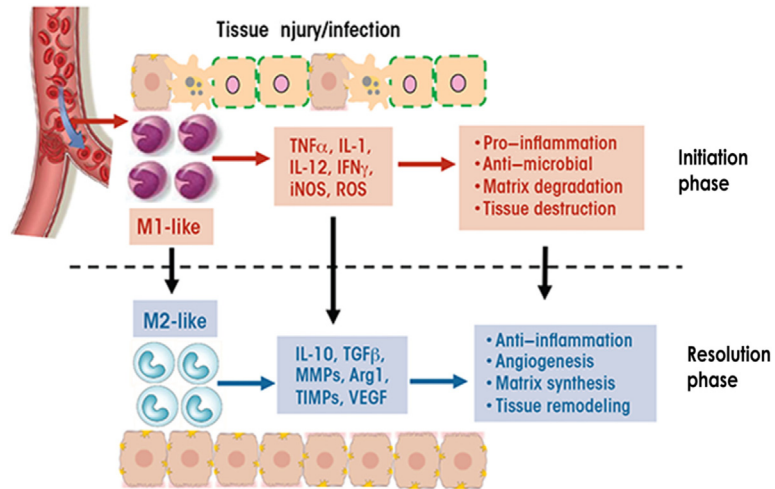 Tissue njury/infection
TNFα, IL-1,
IL-12, IFNγ,
iNOS, ROS
• Pro–inflammation
• Anti–microbial
• Matrix degradation
• Tissue destruction
Initiation
phase
M1-like
M2-like
IL-10, TGFβ,
MMPs, Arg1,
TIMPs, VEGF
• Anti–inflammation
• Angiogenesis
• Matrix synthesis
• Tissue remodeling
Resolution
phase